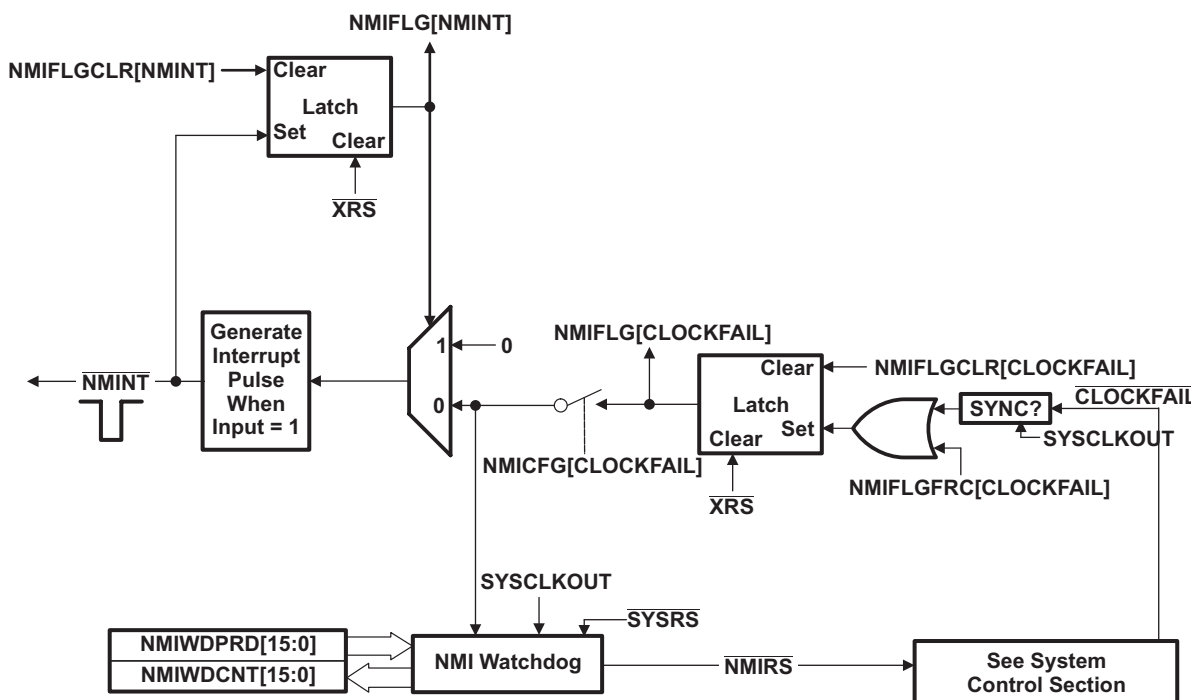 NMIFLG[NMINT]
NMIFLGCLR[NMINT]
Clear
Latch
Set
Clear
XRS
Generate
Interrupt
Pulse
When
Input = 1
NMINT
1
0
0
NMIFLG[CLOCKFAIL]
NMICFG[CLOCKFAIL]
Clear
Latch
Set
Clear
XRS
NMIFLGCLR[CLOCKFAIL]
CLOCKFAIL
SYNC?
SYSCLKOUT
NMIFLGFRC[CLOCKFAIL]
SYSCLKOUT
SYSRS
NMIWDPRD[15:0]
NMIWDCNT[15:0]
NMI Watchdog
NMIRS
See System
Control Section